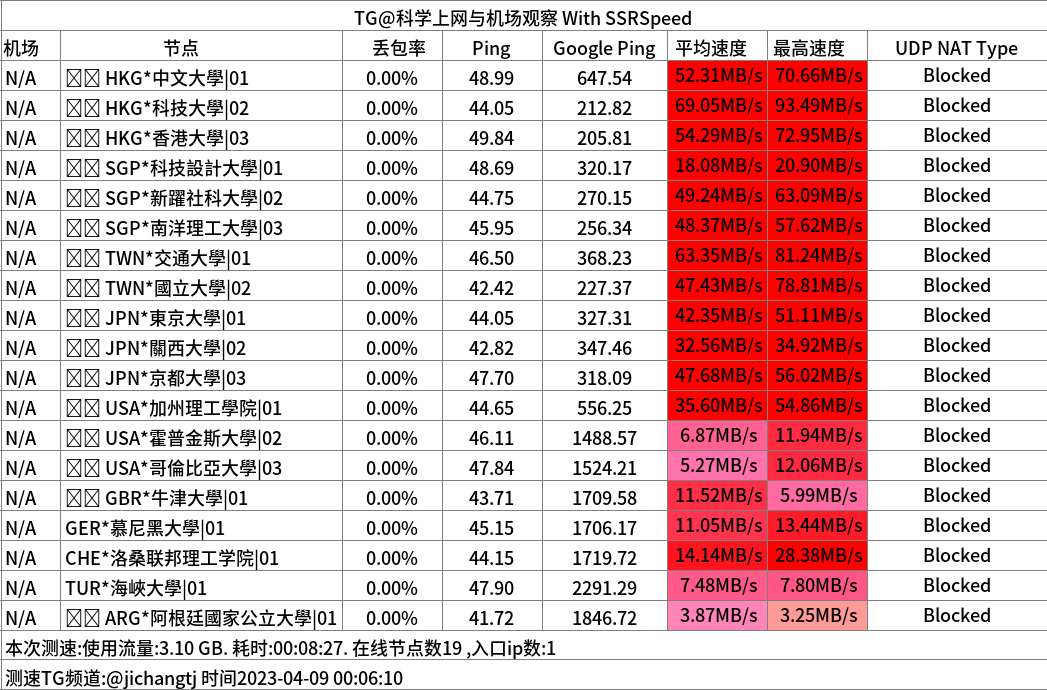 TG@科学上网与机场观察 With SSRSpeed
机场 节点 丢包率 Ping Google Ping 平均速度 最高速度 UDP NAT Type
N/A HKG*中文大學|01 0.00% 48.99 647.54 52.31MB/s 70.66MB/s Blocked
N/A HKG*科技大學|02 0.00% 44.05 212.82 69.05MB/s 93.49MB/s Blocked
N/A HKG*香港大學|03 0.00% 49.84 205.81 54.29MB/s 72.95MB/s Blocked
N/A SGP*科技設計大學|01 0.00% 48.69 320.17 18.08MB/s 20.90MB/s Blocked
N/A SGP*新躍社科大學|02 0.00% 44.75 270.15 49.24MB/s 63.09MB/s Blocked
N/A SGP*南洋理工大學|03 0.00% 45.95 256.34 48.37MB/s 57.62MB/s Blocked
N/A TWN*交通大學|01 0.00% 46.50 368.23 63.35MB/s 81.24MB/s Blocked
N/A TWN*國立大學|02 0.00% 42.42 227.37 47.43MB/s 78.81MB/s Blocked
N/A JPN*東京大學|01 0.00% 44.05 327.31 42.35MB/s 51.11MB/s Blocked
N/A JPN*關西大學|02 0.00% 42.82 347.46 32.56MB/s 34.92MB/s Blocked
N/A JPN*京都大學|03 0.00% 47.70 318.09 47.68MB/s 56.02MB/s Blocked
N/A USA*加州理工學院|01 0.00% 44.65 556.25 35.60MB/s 54.86MB/s Blocked
N/A USA*霍普金斯大學|02 0.00% 46.11 1488.57 6.87MB/s 11.94MB/s Blocked
N/A USA*哥倫比亞大學|03 0.00% 47.84 1524.21 5.27MB/s 12.06MB/s Blocked
N/A GBR*牛津大學|01 0.00% 43.71 1709.58 11.52MB/s 5.99MB/s Blocked
N/A GER*慕尼黑大學|01 0.00% 45.15 1706.17 11.05MB/s 13.44MB/s Blocked
N/A CHE*洛桑联邦理工学院|01 0.00% 44.15 1719.72 14.14MB/s 28.38MB/s Blocked
N/A TUR*海峽大學|01 0.00% 47.90 2291.29 7.48MB/s 7.80MB/s Blocked
N/A ARG*阿根廷國家公立大學|01 0.00% 41.72 1846.72 3.87MB/s 3.25MB/s Blocked
本次测速:使用流量:3.10 GB. 耗时:00:08:27. 在线节点数19 ,入口ip数:1
测速TG频道:@jichangtj 时间2023-04-09 00:06:10